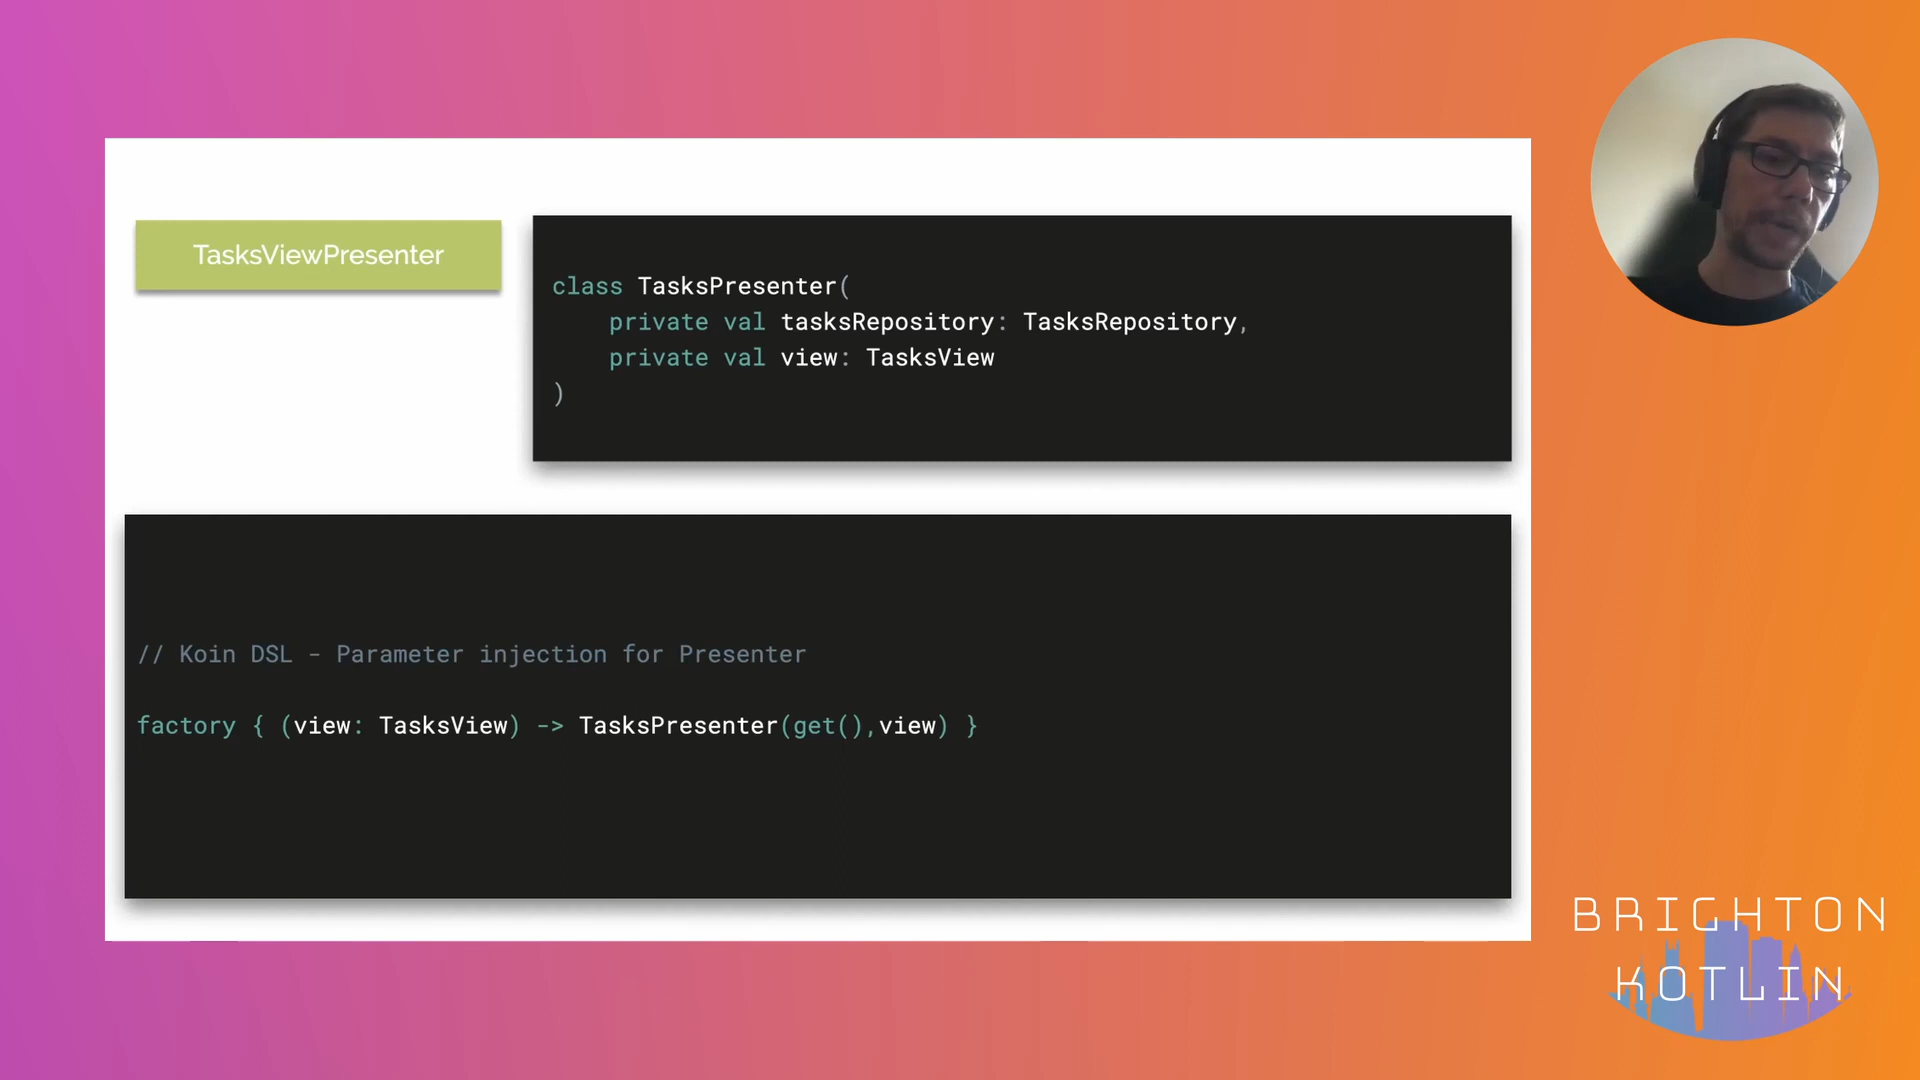 TasksViewPresenter
class TasksPresenter(
    private val tasksRepository: TasksRepository,
    private val view: TasksView
)
// Koin DSL - Parameter injection for Presenter
factory { (view: TasksView) -> TasksPresenter(get(),view) }
BRIGHTON
KOTLIN